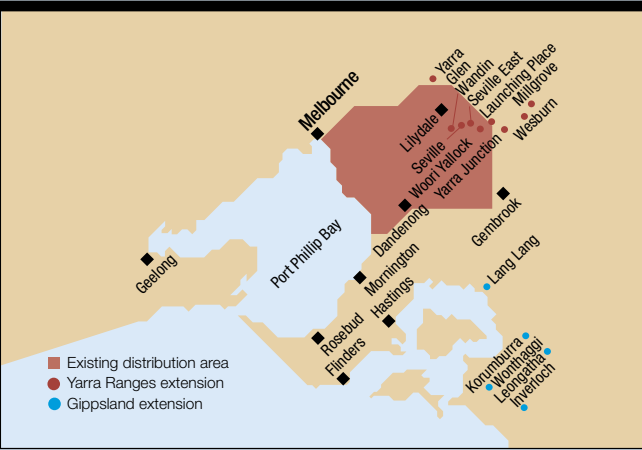 Yarra
Glen
Wandin
Seville East
Launching Place
Millgrove
Melbourne
Lilydale
Seville
Woori Yallock
Yarra Junction
Wesburn
Gembrook
Dandenong
Port Phillip Bay
Geelong
Mornington
Hastings
Lang Lang
Rosebud
Flinders
Korumburra
Wonthaggi
Leongatha
Inverloch
Existing distribution area
Yarra Ranges extension
Gippsland extension